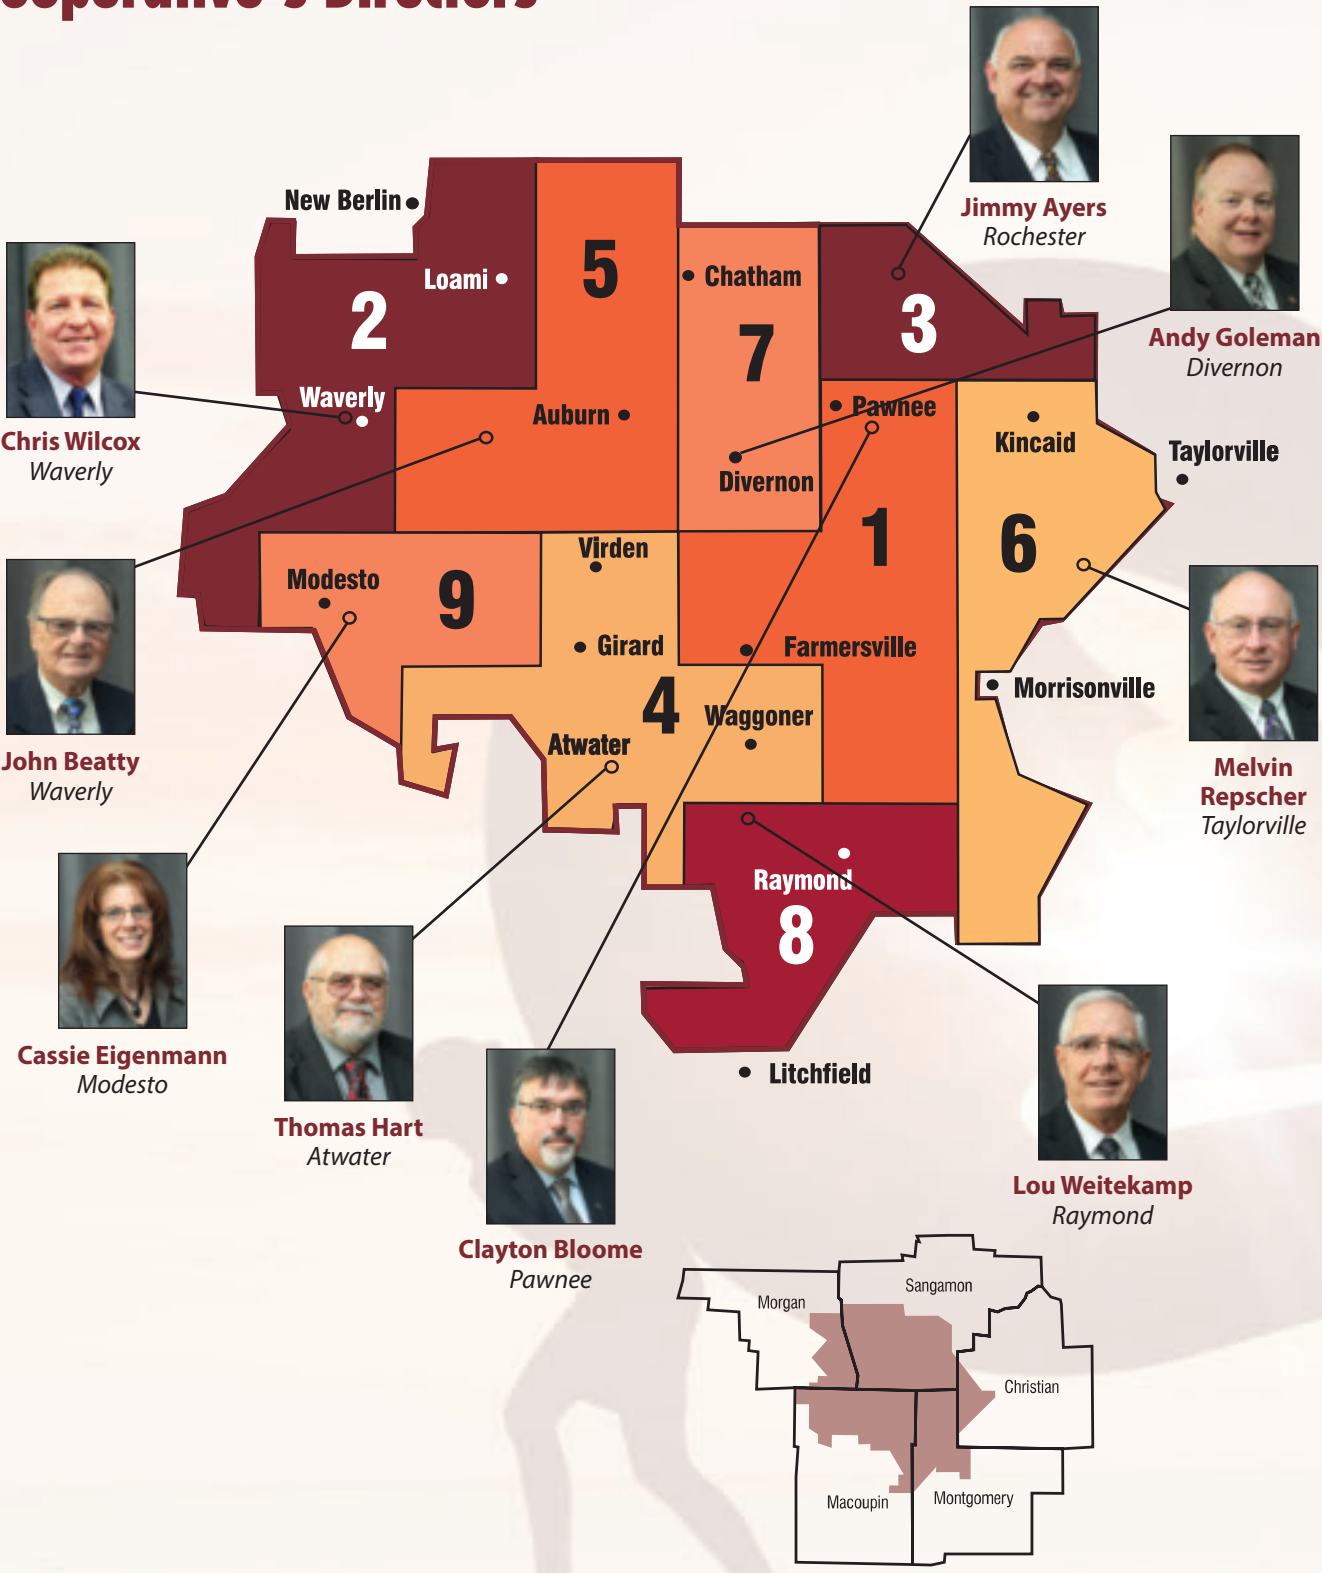 Jimmy Ayers
Rochester
New Berlin
Andy Goleman
Divernon
5
Loami
Chatham
2
3
7
Waverly
Auburn
Pawnee
Kincaid
Taylorville
Chris Wilcox
Waverly
Divernon
1
6
Virden
Modesto
9
Girard
Farmersville
Morrisonville
4
Waggoner
Atwater
John Beatty
Waverly
Melvin
Repscher
Taylorville
Raymond
8
Cassie Eigenmann
Modesto
Litchfield
Thomas Hart
Atwater
Lou Weitekamp
Raymond
Clayton Bloome
Pawnee
Sangamon
Morgan
Christian
Macoupin
Montgomery